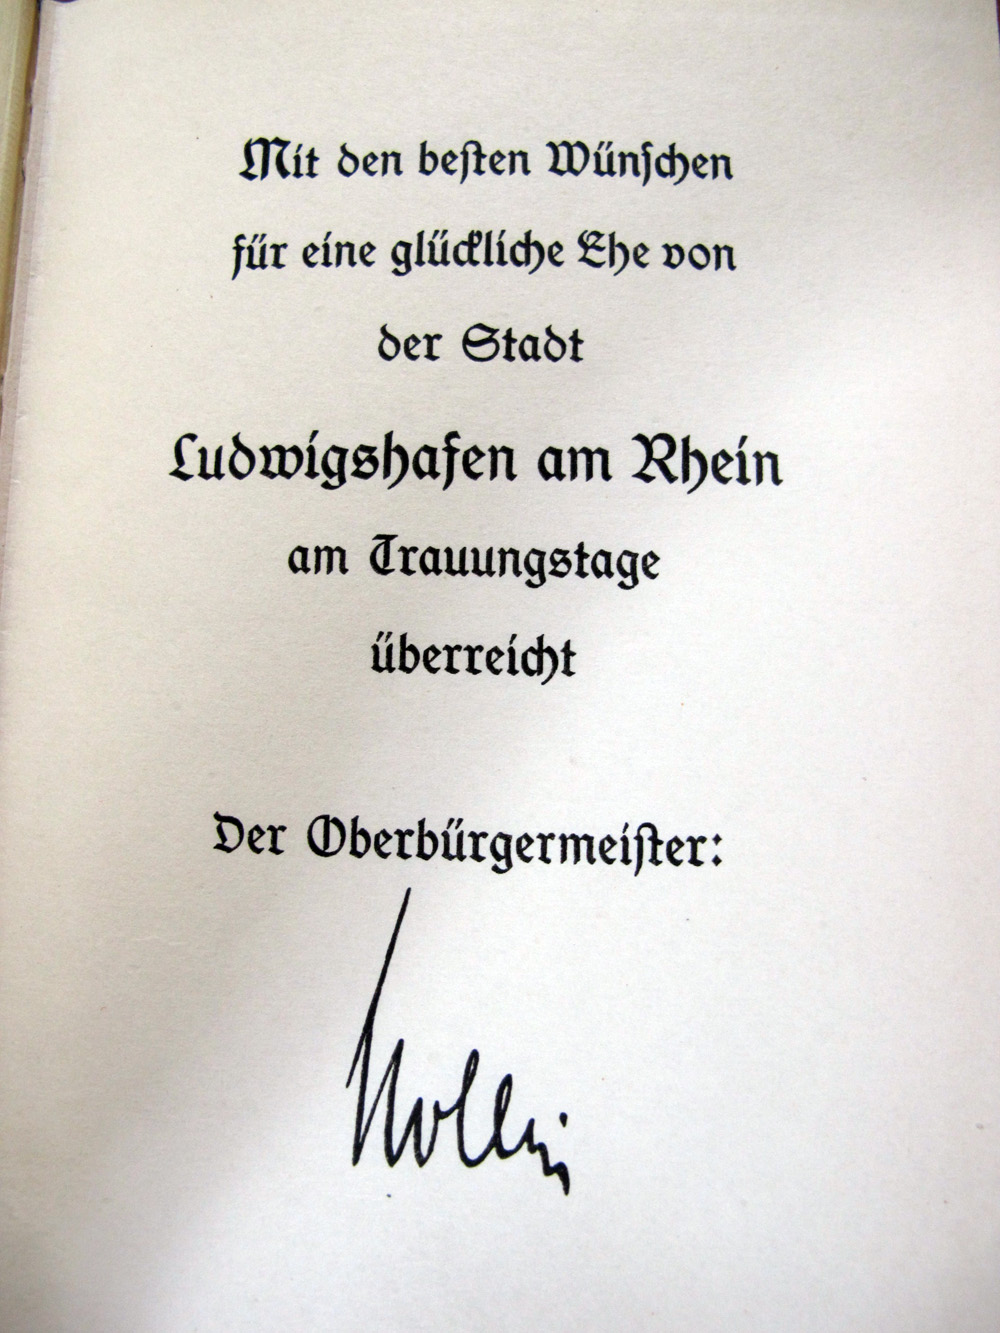 Mit den beſten Wünſchen
für eine glückliche Ehe von
der Stadt
Ludwigshafen am Rhein
am Trauungstage
überreicht
Der Oberbürgermeiſter: